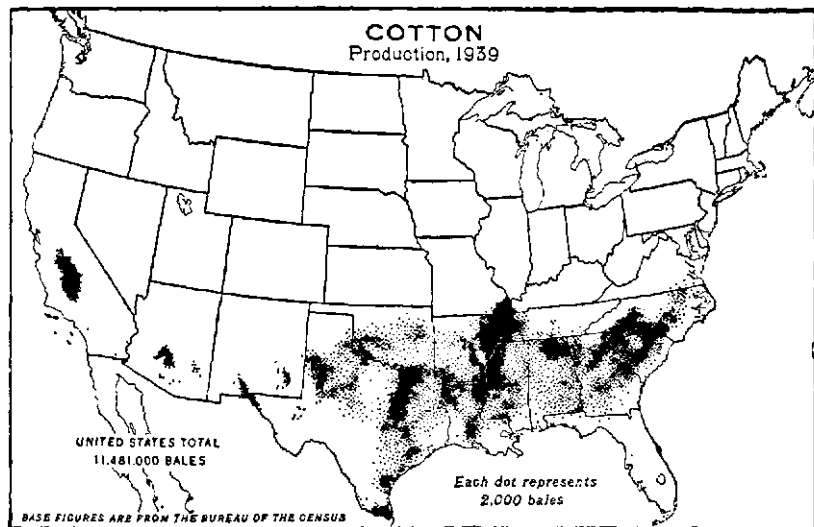 COTTON
Production, 1939
UNITED STATES TOTAL
11,481,000 BALES
Each dot represents
2,000 bales
BASE FIGURES ARE FROM THE BUREAU OF THE CENSUS